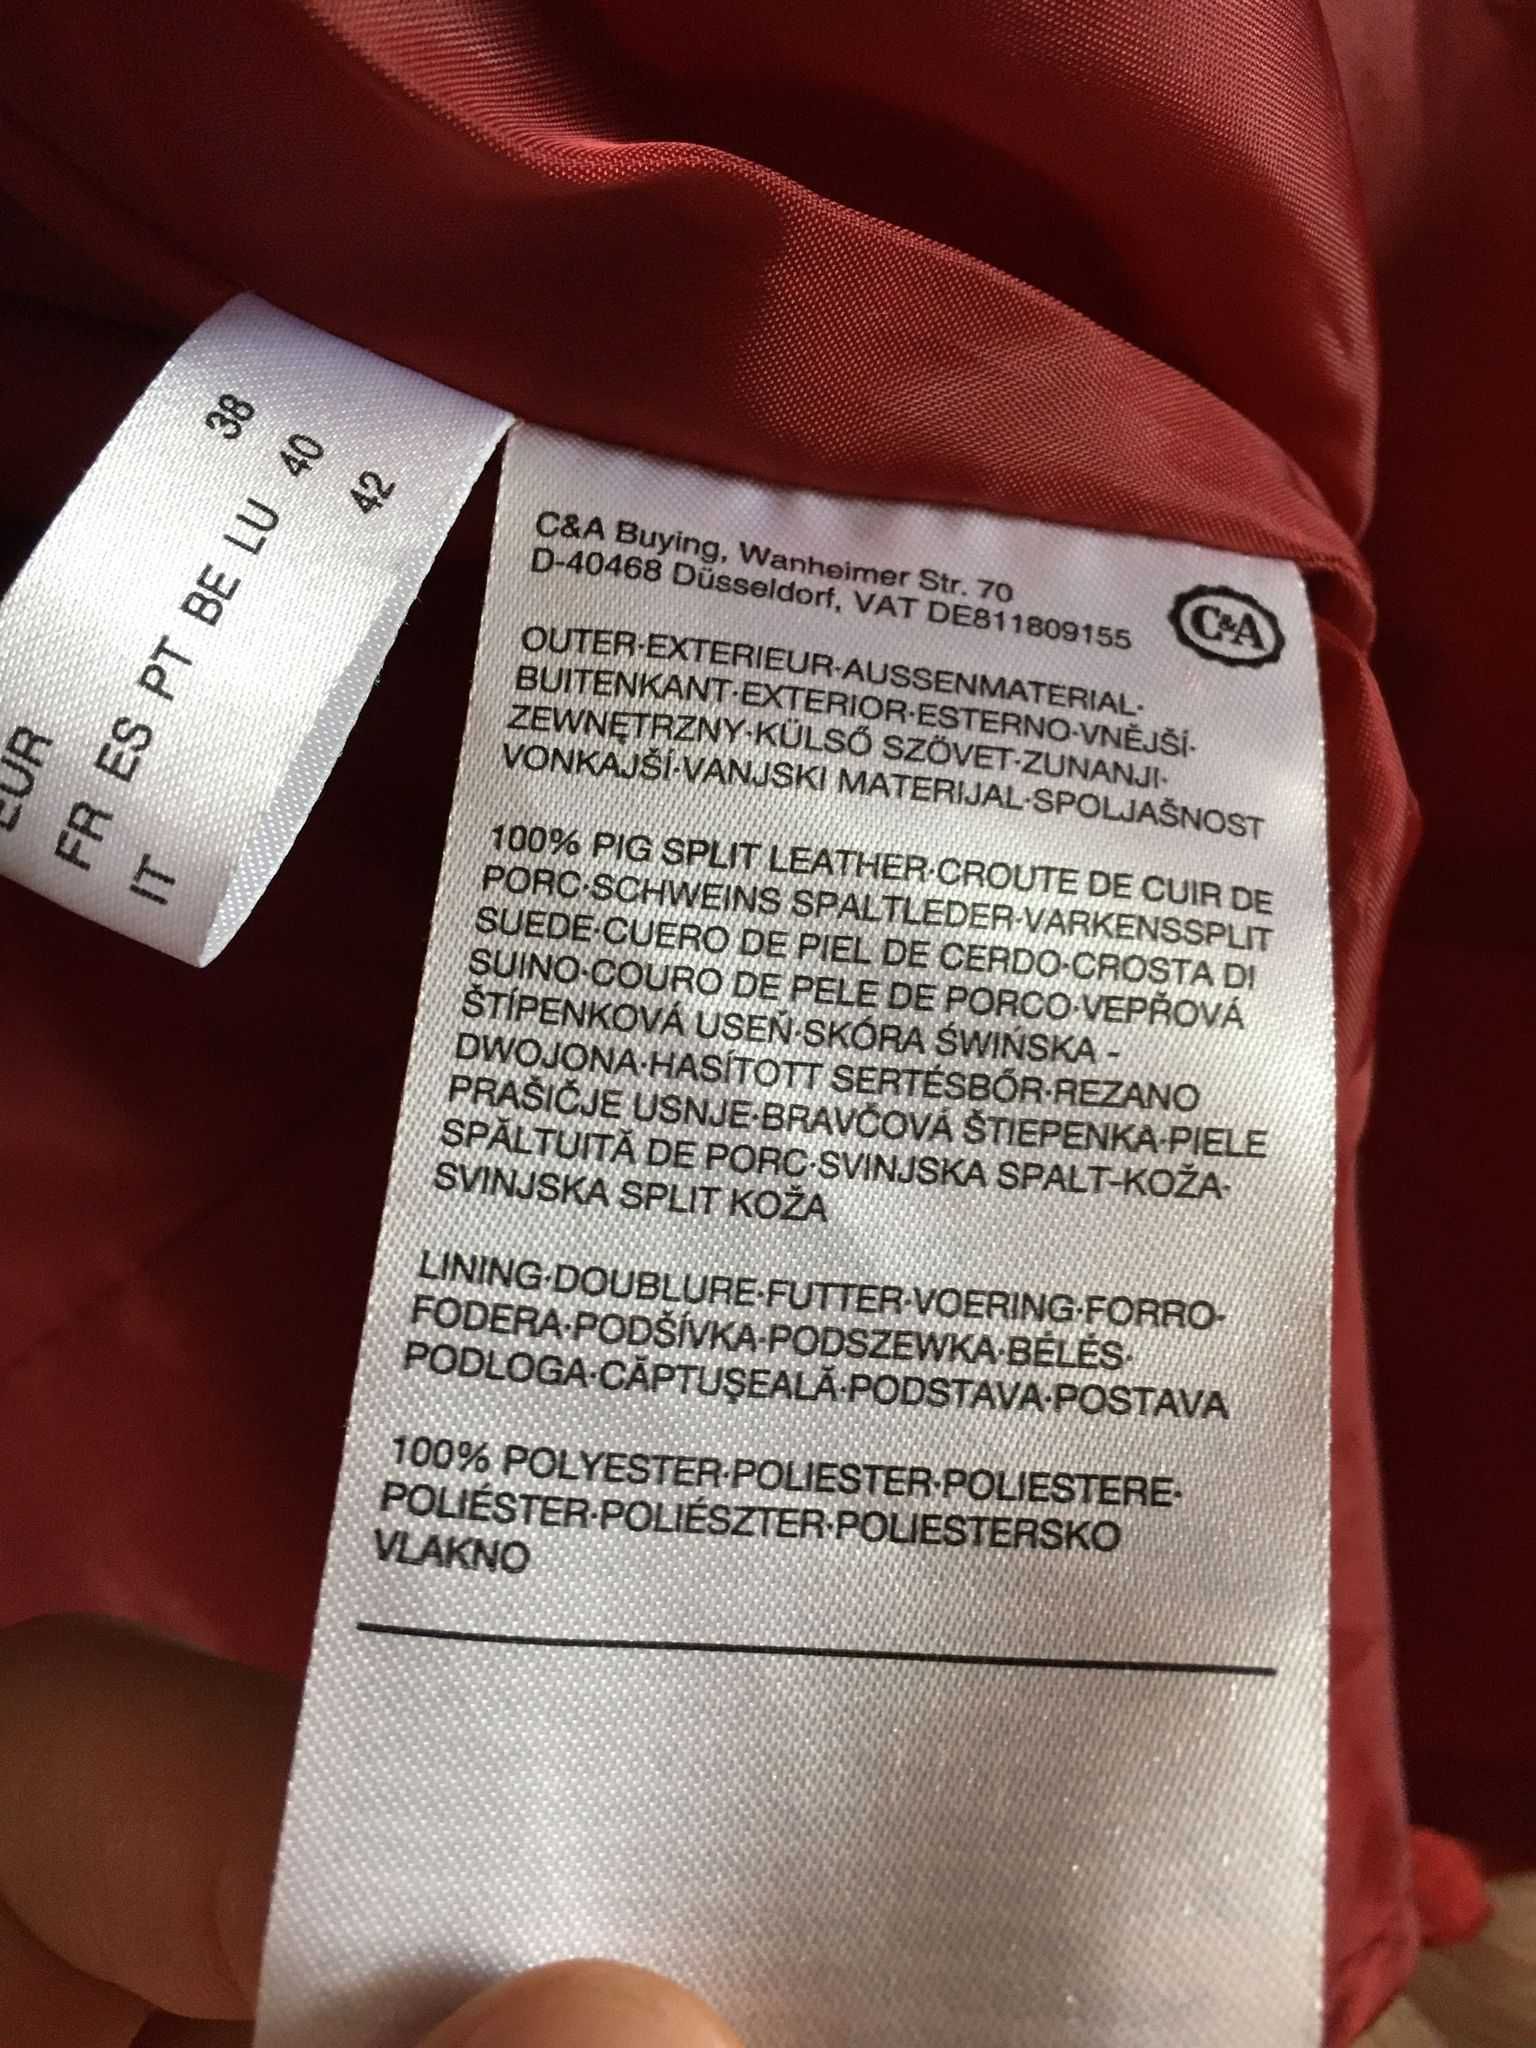 EUR 38
FR ES PT BE LU 40
IT 42
C&A Buying, Wanheimer Str. 70
D-40468 Düsseldorf, VAT DE811809155
C&A
OUTER·EXTERIEUR·AUSSENMATERIAL·
BUITENKANT·EXTERIOR·ESTERNO·VNĚJŠÍ·
ZEWNĘTRZNY·KÜLSŐ SZÖVET·ZUNANJI·
VONKAJŠÍ·VANJSKI MATERIJAL·SPOLJAŠNOST
100% PIG SPLIT LEATHER·CROUTE DE CUIR DE
PORC·SCHWEINS SPALTLEDER·VARKENSSPLIT
SUEDE·CUERO DE PIEL DE CERDO·CROSTA DI
SUINO·COURO DE PELE DE PORCO·VEPŘOVÁ
ŠTÍPENKOVÁ USEŇ·SKÓRA ŚWIŃSKA -
DWOJONA·HASÍTOTT SERTÉSBŐR·REZANO
PRAŠIČJE USNJE·BRAVČOVÁ ŠTIEPENKA·PIELE
SPĂLTUITĂ DE PORC·SVINJSKA SPALT-KOŽA·
SVINJSKA SPLIT KOŽA
LINING·DOUBLURE·FUTTER·VOERING·FORRO·
FODERA·PODŠÍVKA·PODSZEWKA·BÉLÉS·
PODLOGA·CĂPTUŞEALĂ·PODSTAVA·POSTAVA
100% POLYESTER·POLIESTER·POLIESTERE·
POLIÉSTER·POLIÉSZTER·POLIESTERSKO
VLAKNO